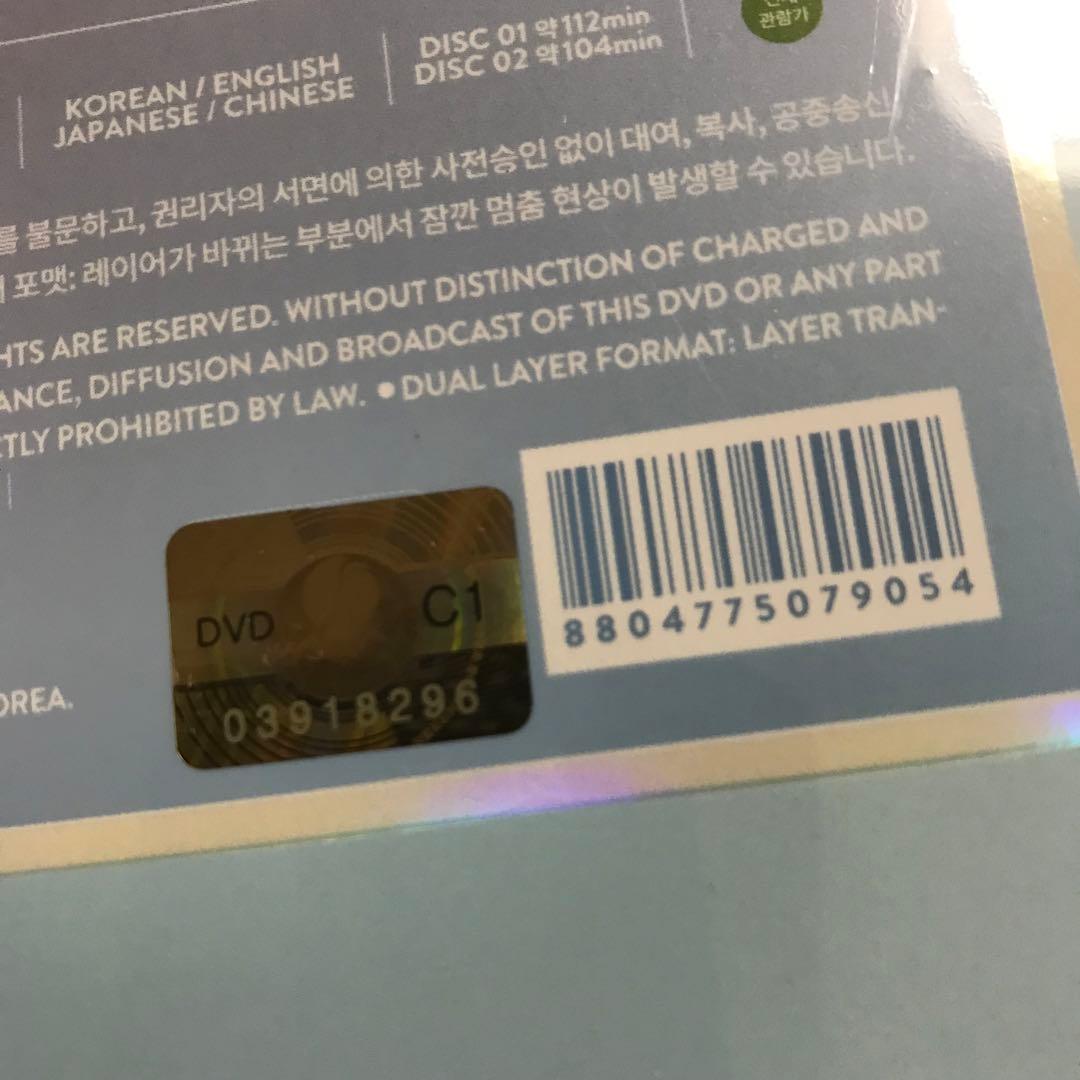 관람가
KOREAN / ENGLISH
JAPANESE / CHINESE
DISC 01 약112min
DISC 02 약104min
를 불문하고, 권리자의 서면에 의한 사전승인 없이 대여, 복사, 공중송신
포맷: 레이어가 바뀌는 부분에서 잠깐 멈춤 현상이 발생할 수 있습니다.
HTS ARE RESERVED. WITHOUT DISTINCTION OF CHARGED AND
ANCE, DIFFUSION AND BROADCAST OF THIS DVD OR ANY PART
CTLY PROHIBITED BY LAW. ●DUAL LAYER FORMAT: LAYER TRAN-
DVD C1
03918296
8804775079054
OREA.